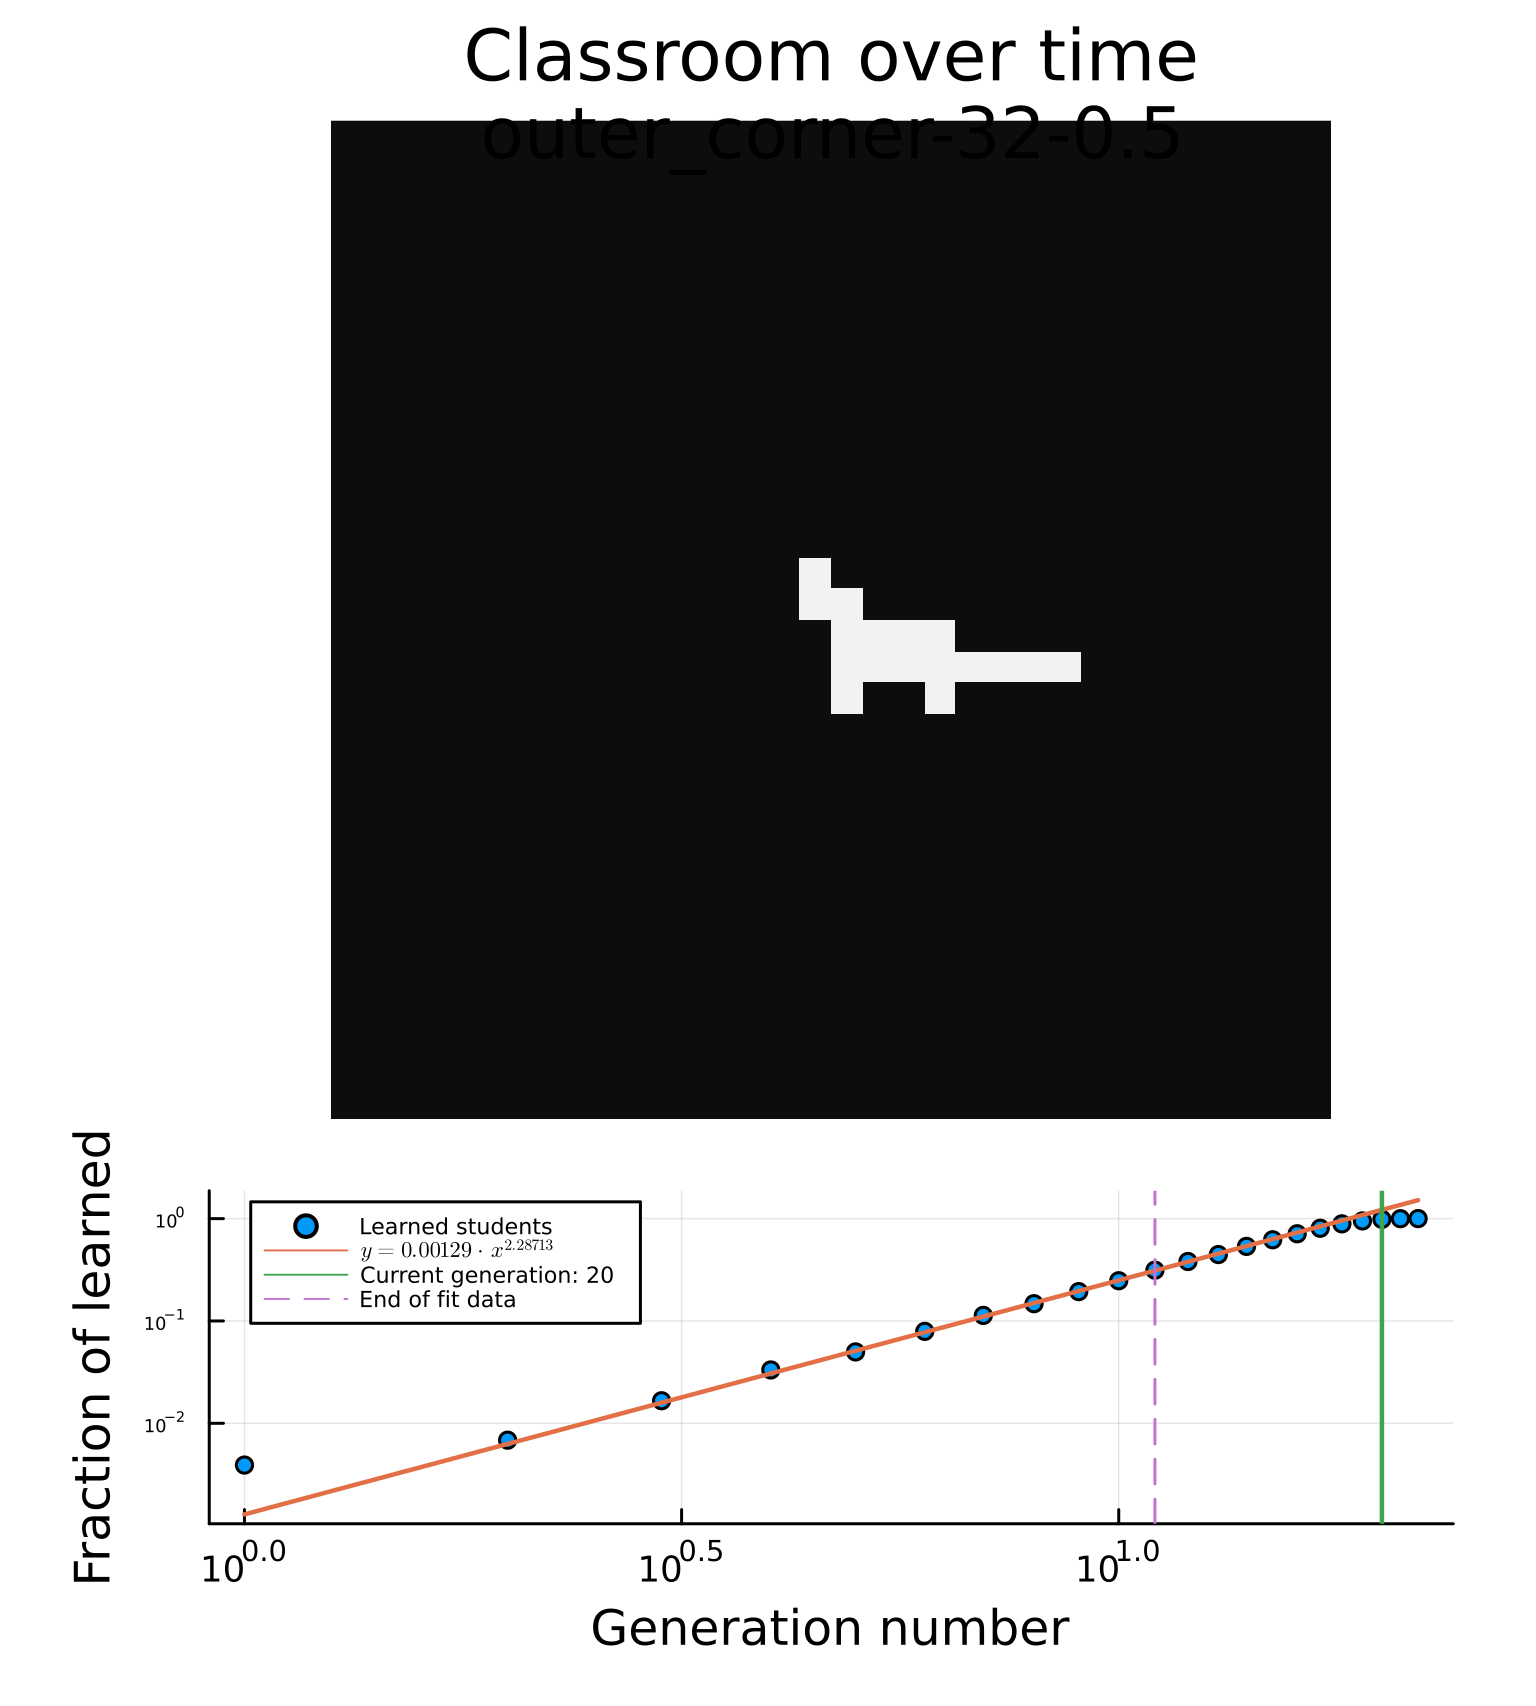 Classroom over time
outer_corner-32-0.5
Fraction of learned
10⁰
10⁻¹
10⁻²
Learned students
y = 0.00129 · x^2.28713
Current generation: 20
End of fit data
10^0.0
10^0.5
10^1.0
Generation number